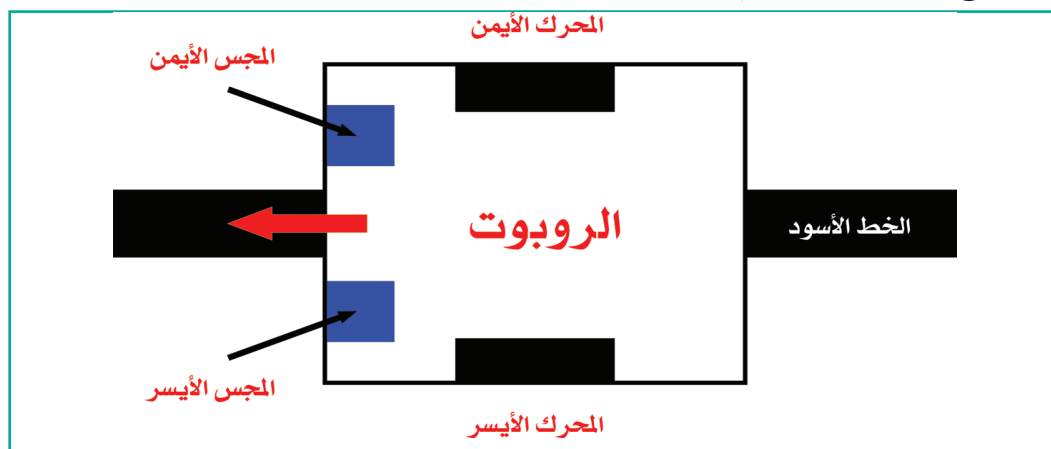 المحرك الأيمن
المجس الأيمن
الروبوت
الخط الأسود
المجس الأيسر
المحرك الأيسر